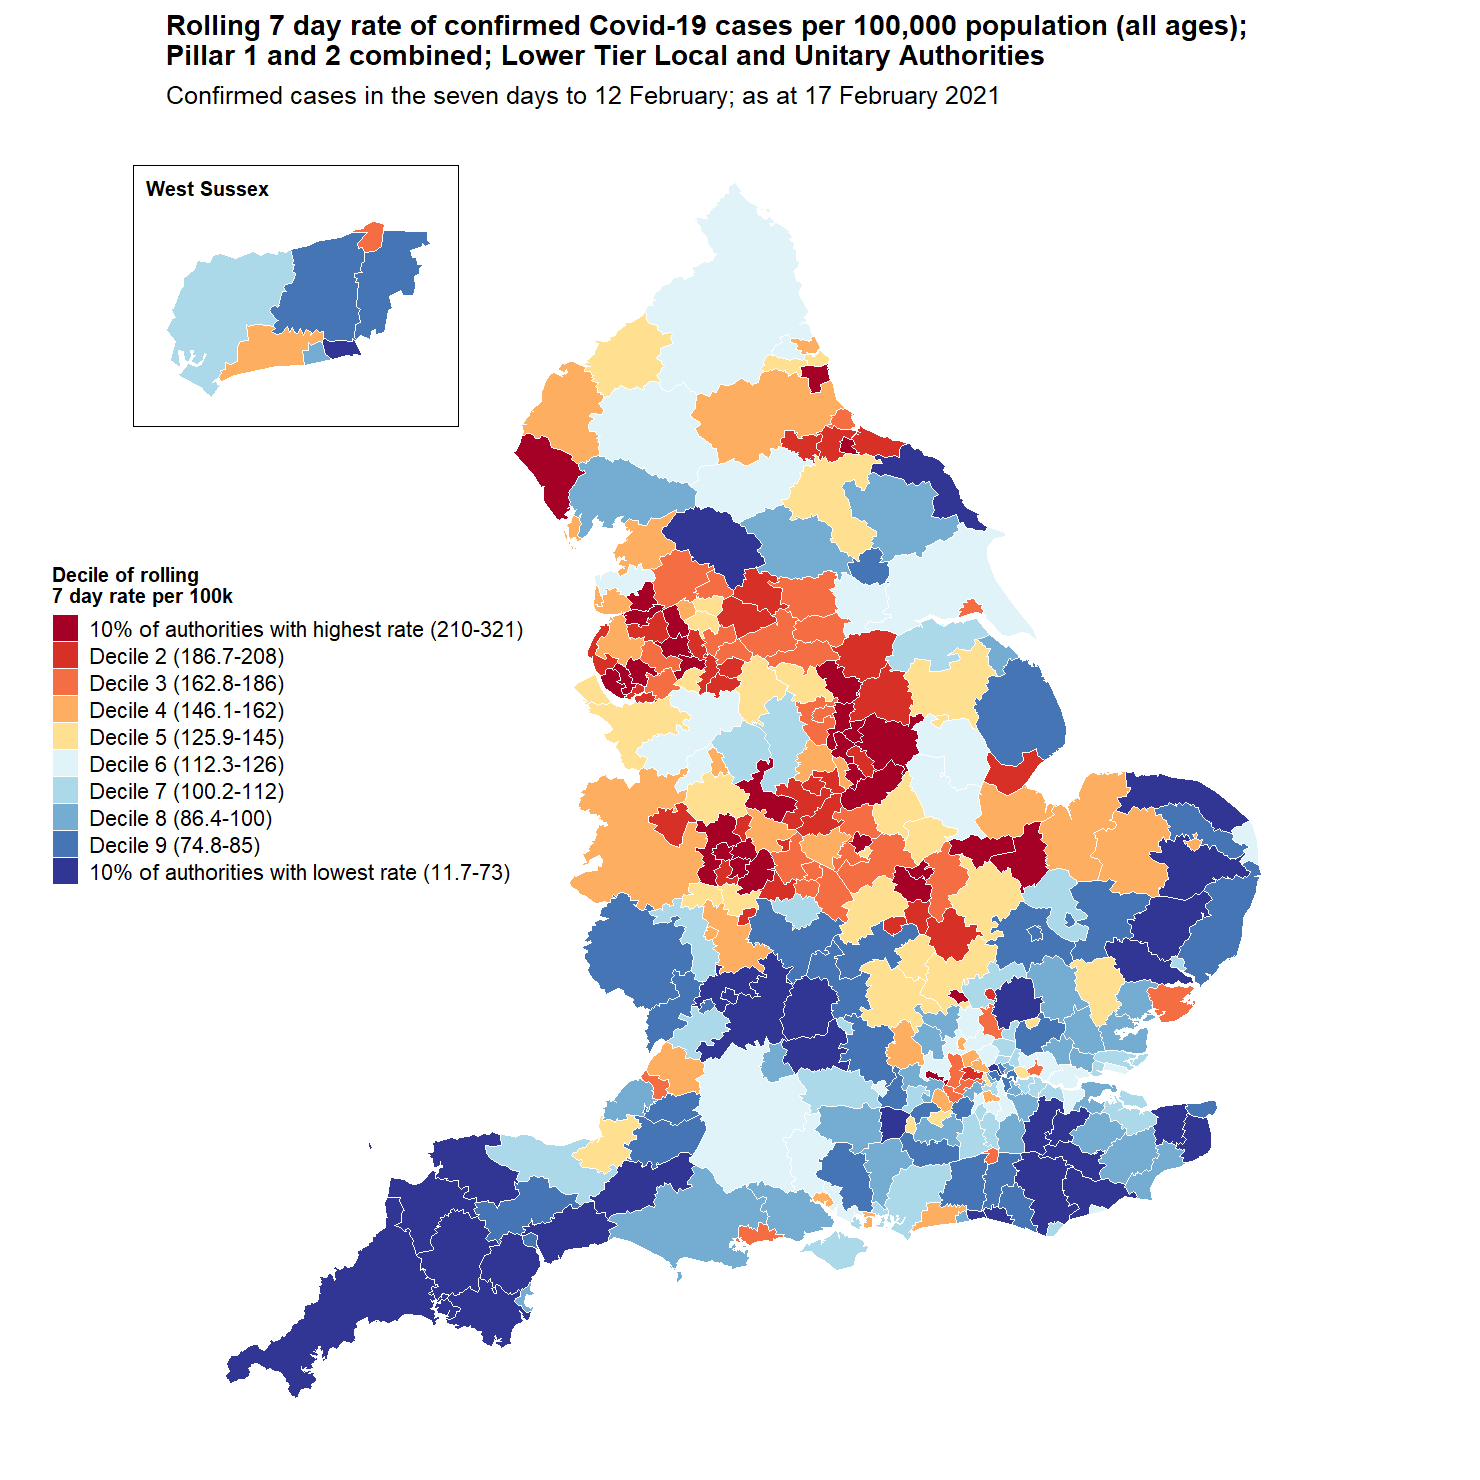 Rolling 7 day rate of confirmed Covid-19 cases per 100,000 population (all ages);
Pillar 1 and 2 combined; Lower Tier Local and Unitary Authorities
Confirmed cases in the seven days to 12 February; as at 17 February 2021
West Sussex
Decile of rolling
7 day rate per 100k
10% of authorities with highest rate (210-321)
Decile 2 (186.7-208)
Decile 3 (162.8-186)
Decile 4 (146.1-162)
Decile 5 (125.9-145)
Decile 6 (112.3-126)
Decile 7 (100.2-112)
Decile 8 (86.4-100)
Decile 9 (74.8-85)
10% of authorities with lowest rate (11.7-73)